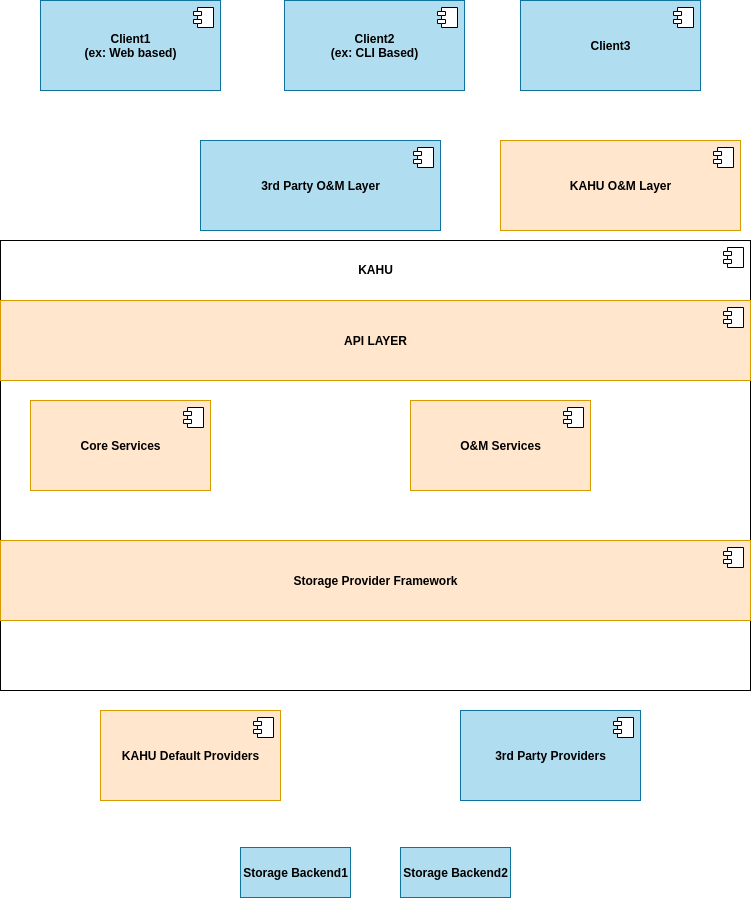 Client1
(ex: Web based)
Client2
(ex: CLI Based)
Client3
3rd Party O&M Layer
KAHU O&M Layer
KAHU
API LAYER
Core Services
O&M Services
Storage Provider Framework
KAHU Default Providers
3rd Party Providers
Storage Backend1
Storage Backend2